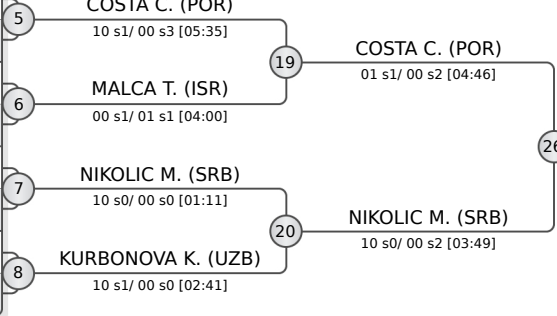 COSTA C. (POR)
5
10 s1/ 00 s3 [05:35]
19
COSTA C. (POR)
01 s1/ 00 s2 [04:46]
MALCA T. (ISR)
6
00 s1/ 01 s1 [04:00]
26
NIKOLIC M. (SRB)
7
10 s0/ 00 s0 [01:11]
20
NIKOLIC M. (SRB)
10 s0/ 00 s2 [03:49]
KURBONOVA K. (UZB)
8
10 s1/ 00 s0 [02:41]